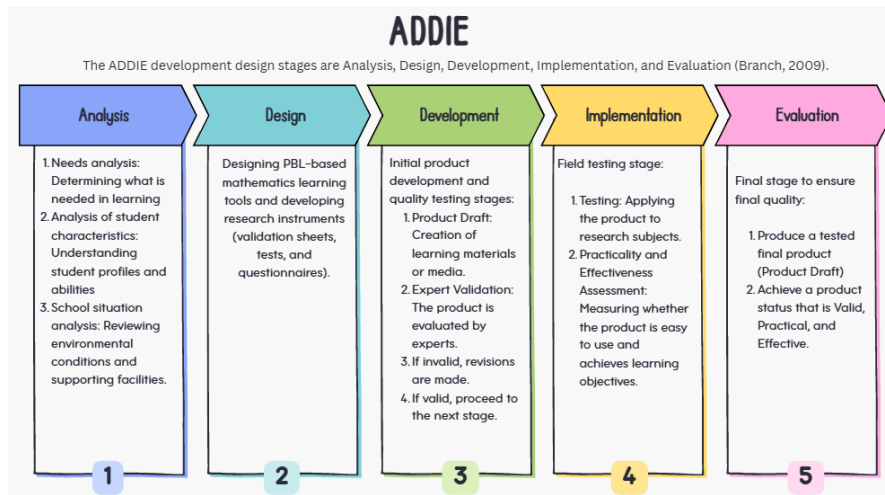 ADDIE
The ADDIE development design stages are Analysis, Design, Development, Implementation, and Evaluation (Branch, 2009).
Analysis
1. Needs analysis:
Determining what is
needed in learning
2. Analysis of student
characteristics:
Understanding
student profiles and
abilities
3. School situation
analysis: Reviewing
environmental
conditions and
supporting facilities.
1
Design
Designing PBL-based
mathematics learning
tools and developing
research instruments
(validation sheets,
tests, and
questionnaires).
2
Development
Initial product
development and
quality testing stages:
1. Product Draft:
Creation of
learning materials
or media.
2. Expert Validation:
The product is
evaluated by
experts.
3. If invalid, revisions
are made.
4. If valid, proceed to
the next stage.
3
Implementation
Field testing stage:
1. Testing: Applying
the product to
research subjects.
2. Practicality and
Effectiveness
Assessment:
Measuring whether
the product is easy
to use and
achieves learning
objectives.
4
Evaluation
Final stage to ensure
final quality:
1. Produce a tested
final product
(Product Draft)
2. Achieve a product
status that is Valid,
Practical, and
Effective.
5